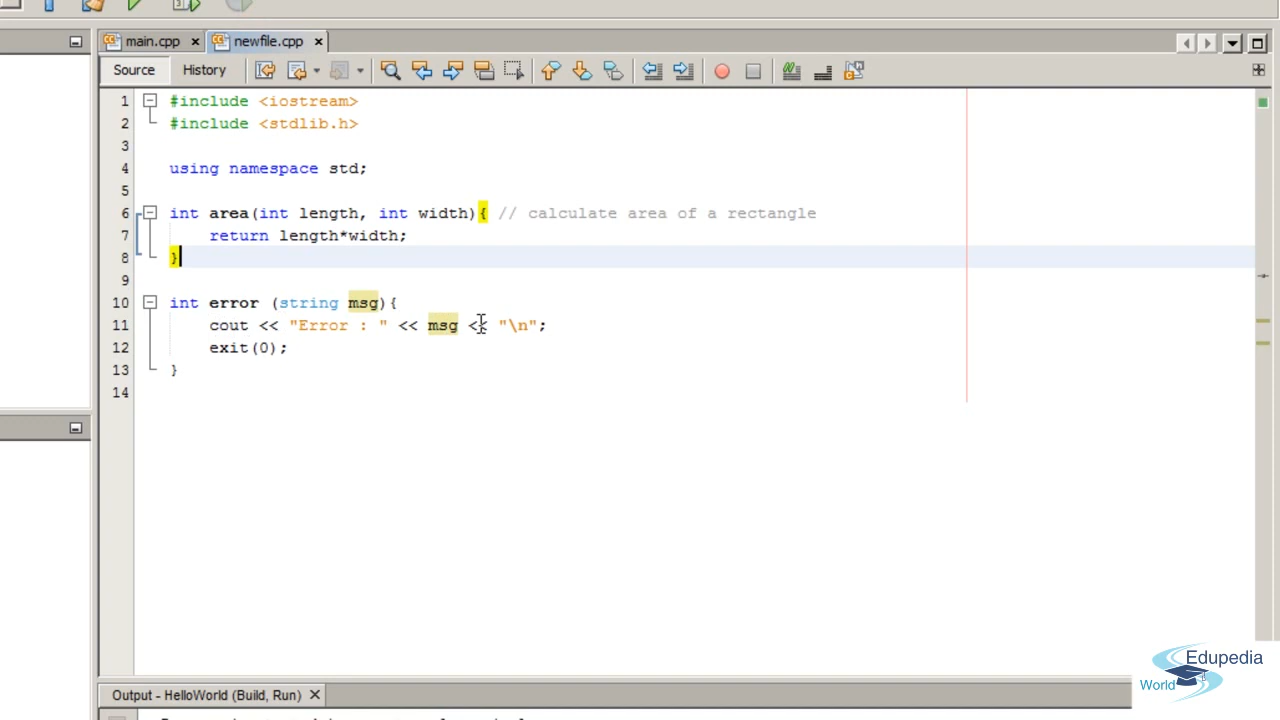 main.cpp newfile.cpp
Source History
1 #include <iostream>
2 #include <stdlib.h>
3
4 using namespace std;
5
6 int area(int length, int width){ // calculate area of a rectangle
7 return length*width;
8 }
9
10 int error (string msg){
11 cout << "Error : " << msg << "\n";
12 exit(0);
13 }
14
Edupedia
World
Output - HelloWorld (Build, Run)